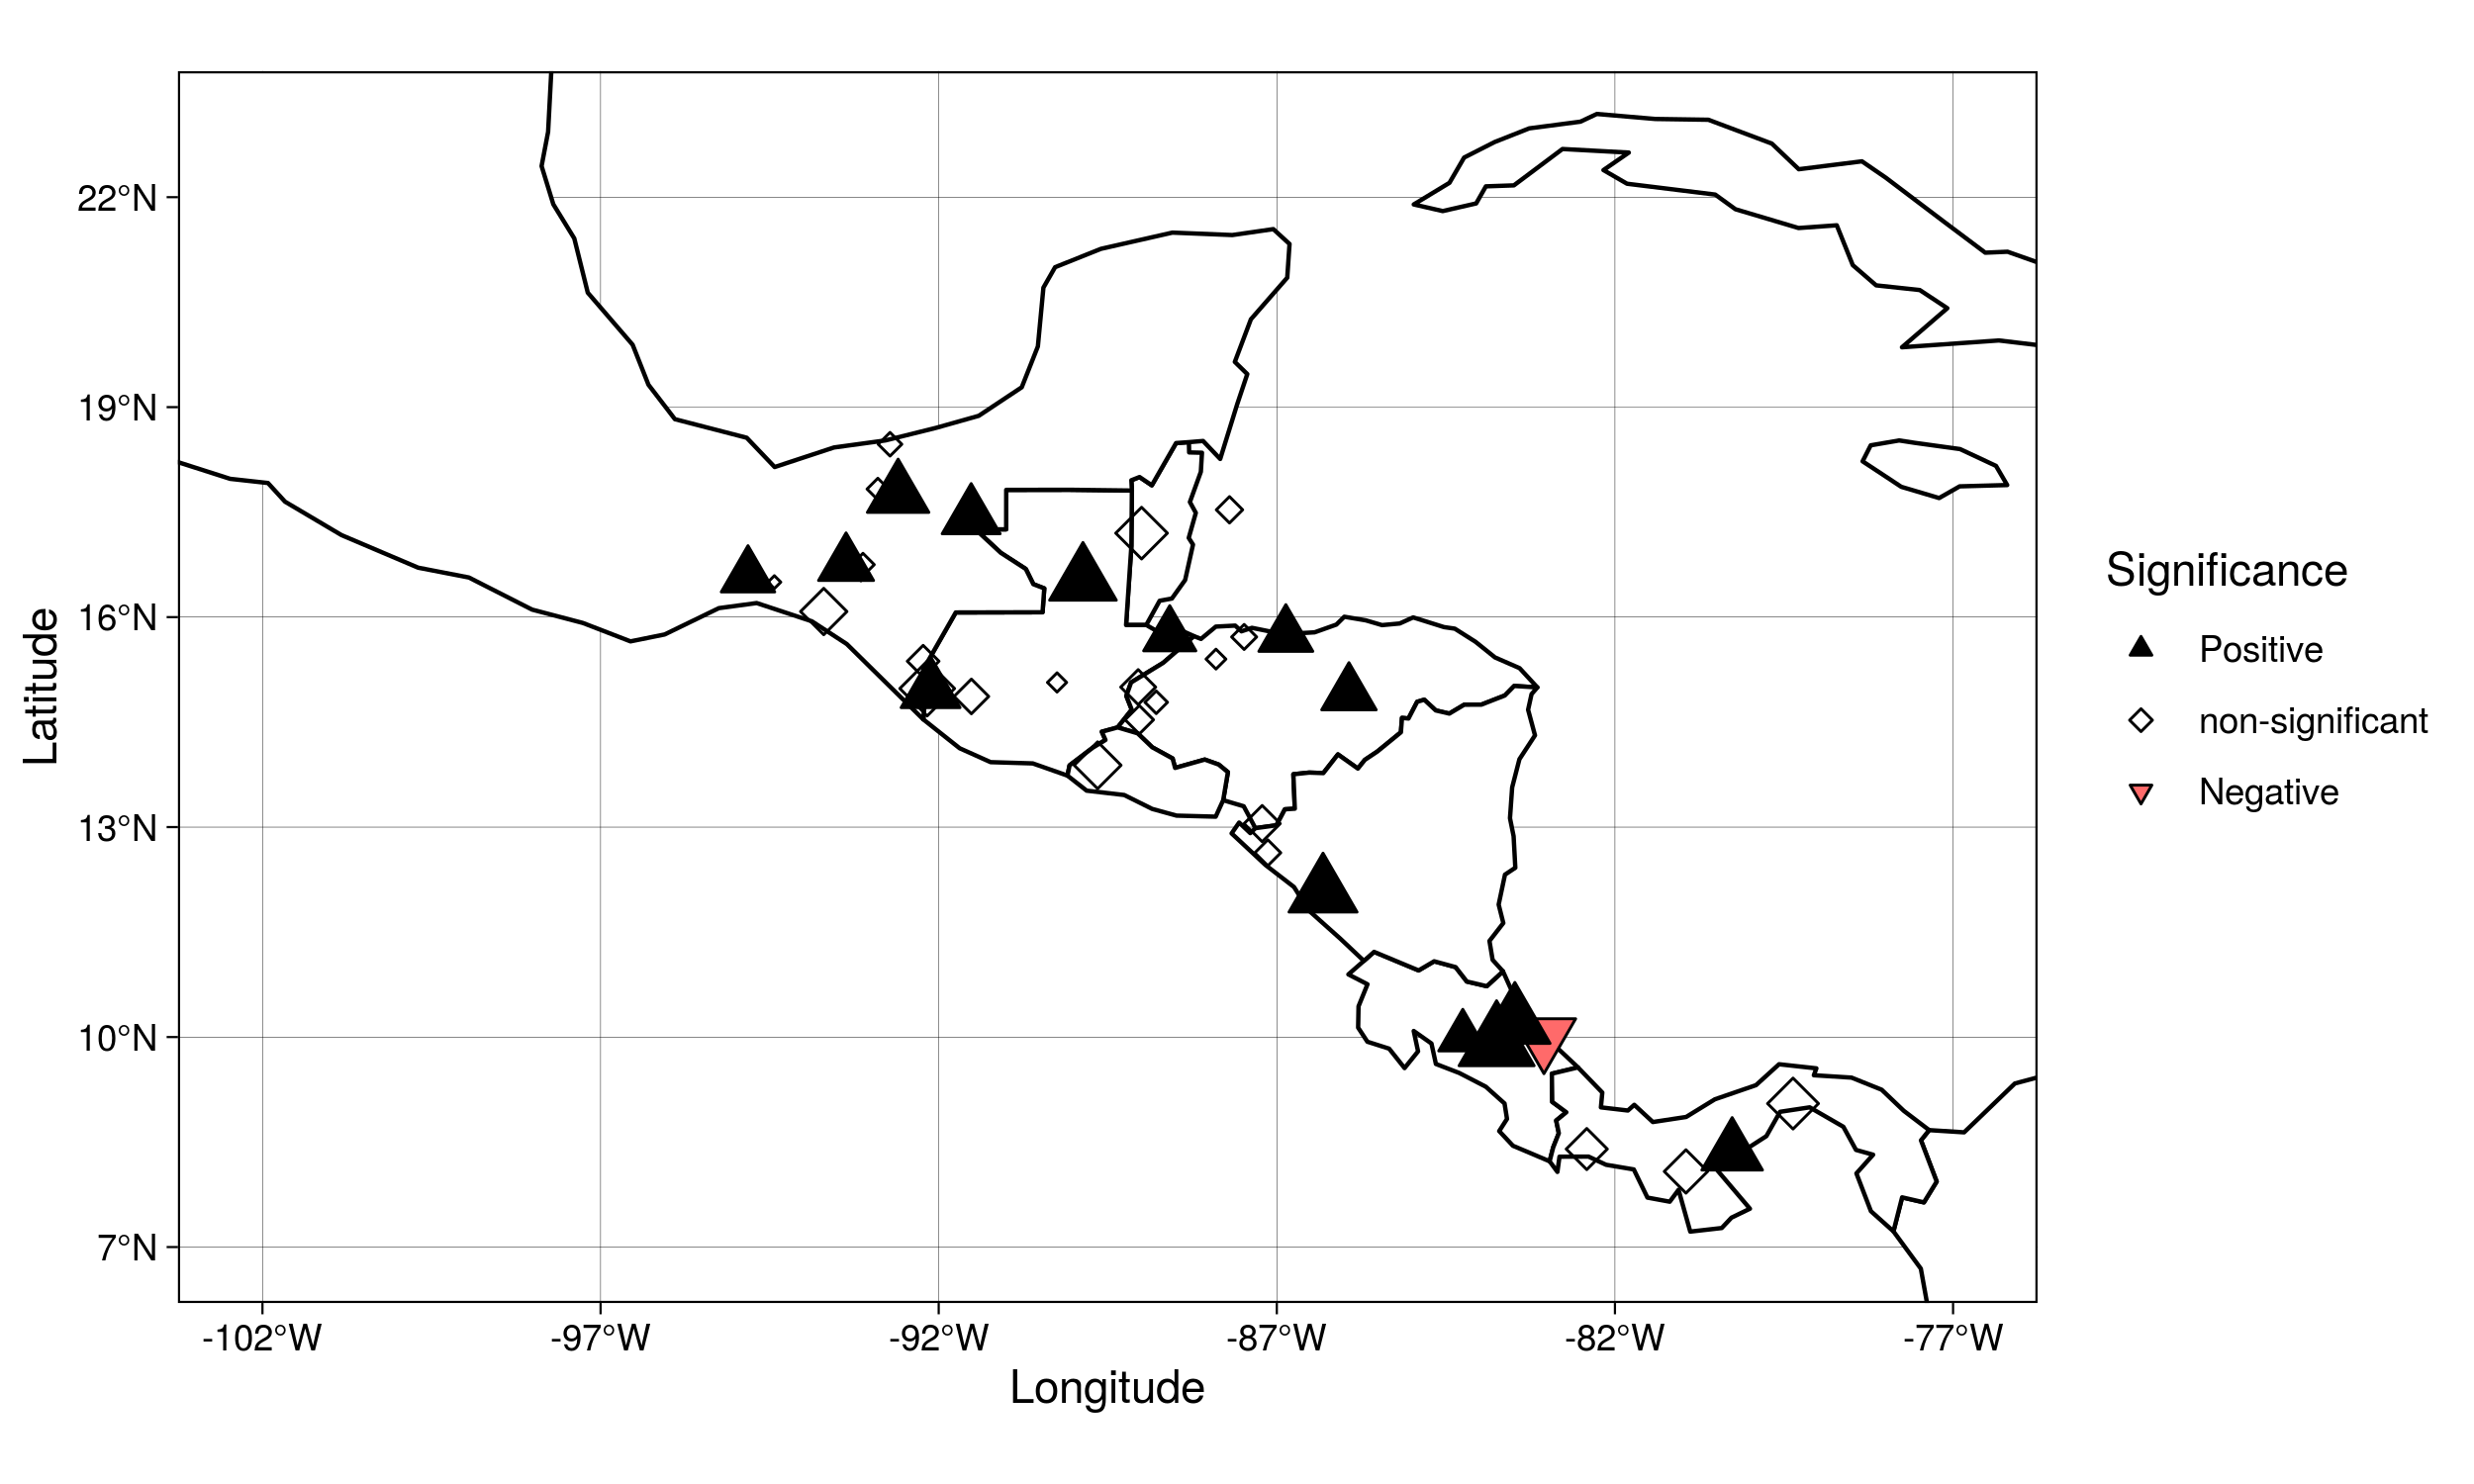 22°N
19°N
16°N
13°N
10°N
7°N
Latitude
-102°W
-97°W
-92°W
-87°W
-82°W
-77°W
Longitude
Significance
Positive
non-significant
Negative